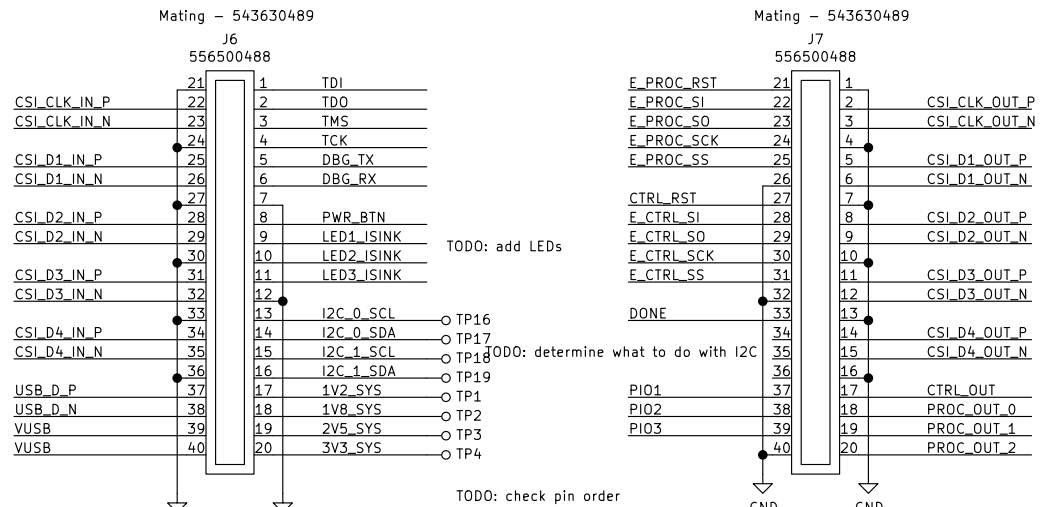 Mating – 543630489
J6
556500488
21 1 TDI
CSI_CLK_IN_P 22 2 TDO
CSI_CLK_IN_N 23 3 TMS
24 4 TCK
CSI_D1_IN_P 25 5 DBG_TX
CSI_D1_IN_N 26 6 DBG_RX
27 7
CSI_D2_IN_P 28 8 PWR_BTN
CSI_D2_IN_N 29 9 LED1_ISINK
30 10 LED2_ISINK
CSI_D3_IN_P 31 11 LED3_ISINK
CSI_D3_IN_N 32 12
33 13 I2C_0_SCL TP16
CSI_D4_IN_P 34 14 I2C_0_SDA TP17
CSI_D4_IN_N 35 15 I2C_1_SCL TP18
36 16 I2C_1_SDA TP19
USB_D_P 37 17 1V2_SYS TP1
USB_D_N 38 18 1V8_SYS TP2
VUSB 39 19 2V5_SYS TP3
VUSB 40 20 3V3_SYS TP4
TODO: add LEDs
TODO: determine what to do with I2C
TODO: check pin order
Mating – 543630489
J7
556500488
E_PROC_RST 21 1
E_PROC_SI 22 2 CSI_CLK_OUT_P
E_PROC_SO 23 3 CSI_CLK_OUT_N
E_PROC_SCK 24 4
E_PROC_SS 25 5 CSI_D1_OUT_P
26 6 CSI_D1_OUT_N
CTRL_RST 27 7
E_CTRL_SI 28 8 CSI_D2_OUT_P
E_CTRL_SO 29 9 CSI_D2_OUT_N
E_CTRL_SCK 30 10
E_CTRL_SS 31 11 CSI_D3_OUT_P
32 12 CSI_D3_OUT_N
DONE 33 13
34 14 CSI_D4_OUT_P
35 15 CSI_D4_OUT_N
36 16
PIO1 37 17 CTRL_OUT
PIO2 38 18 PROC_OUT_0
PIO3 39 19 PROC_OUT_1
40 20 PROC_OUT_2
GND GND